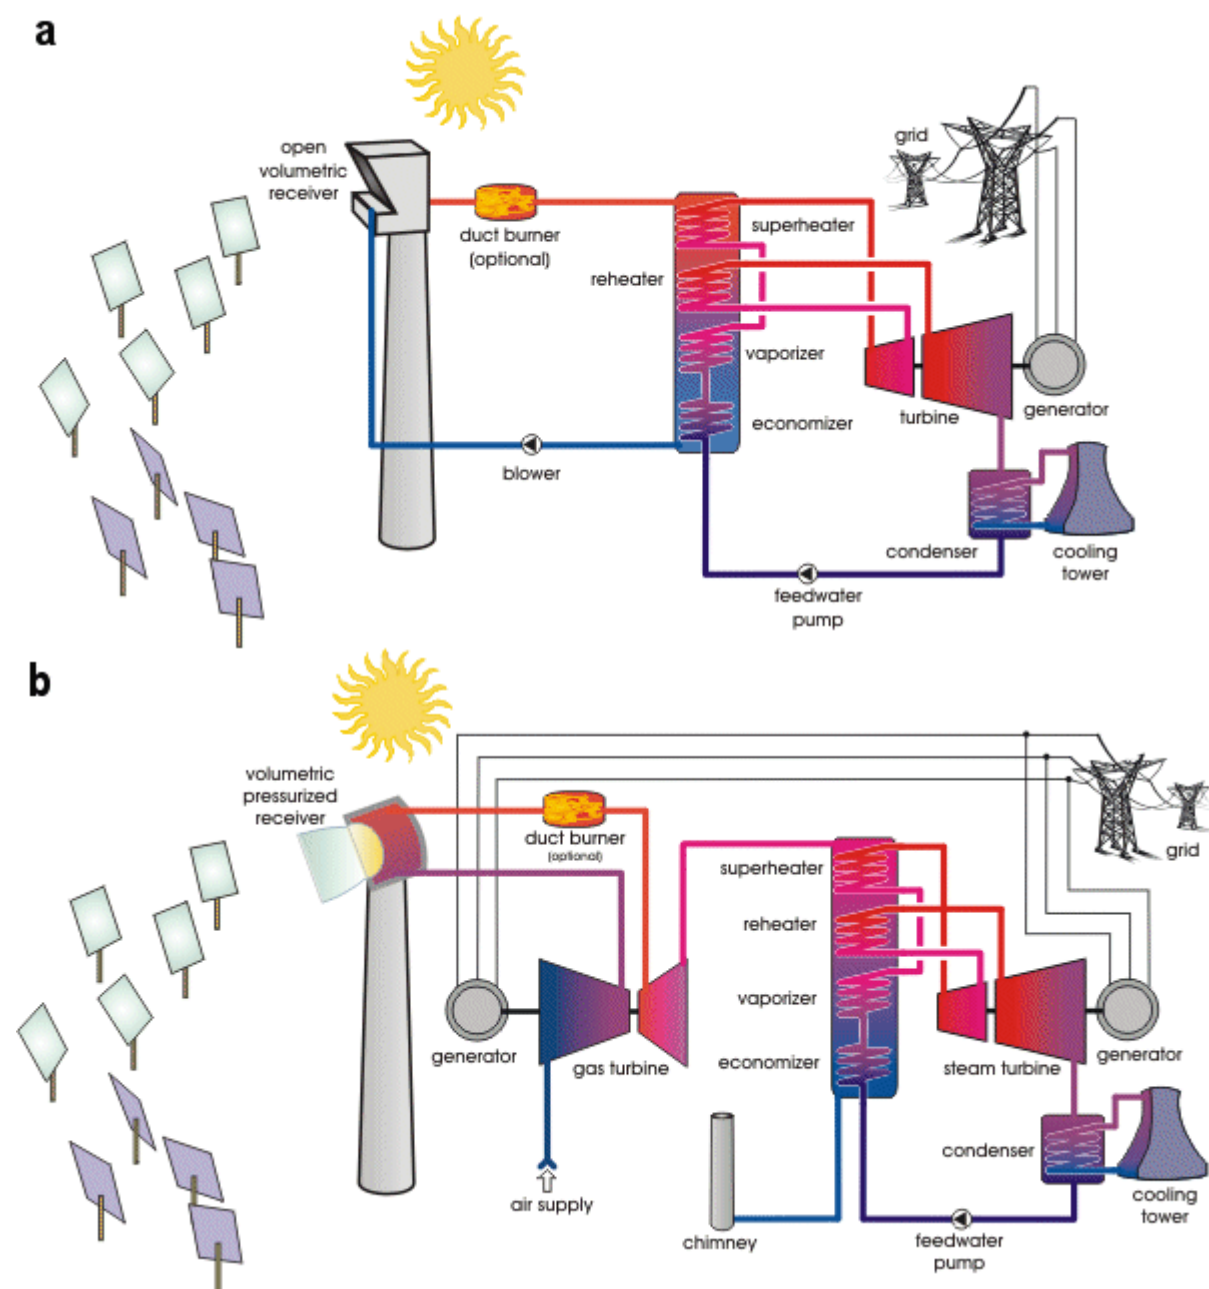 a
open
volumetric
receiver
duct burner
(optional)
grid
superheater
reheater
vaporizer
economizer
turbine
generator
blower
condenser
cooling
tower
feedwater
pump
b
volumetric
pressurized
receiver
duct burner
(optional)
grid
superheater
reheater
vaporizer
economizer
generator
gas turbine
steam turbine
generator
condenser
cooling
tower
air supply
chimney
feedwater
pump